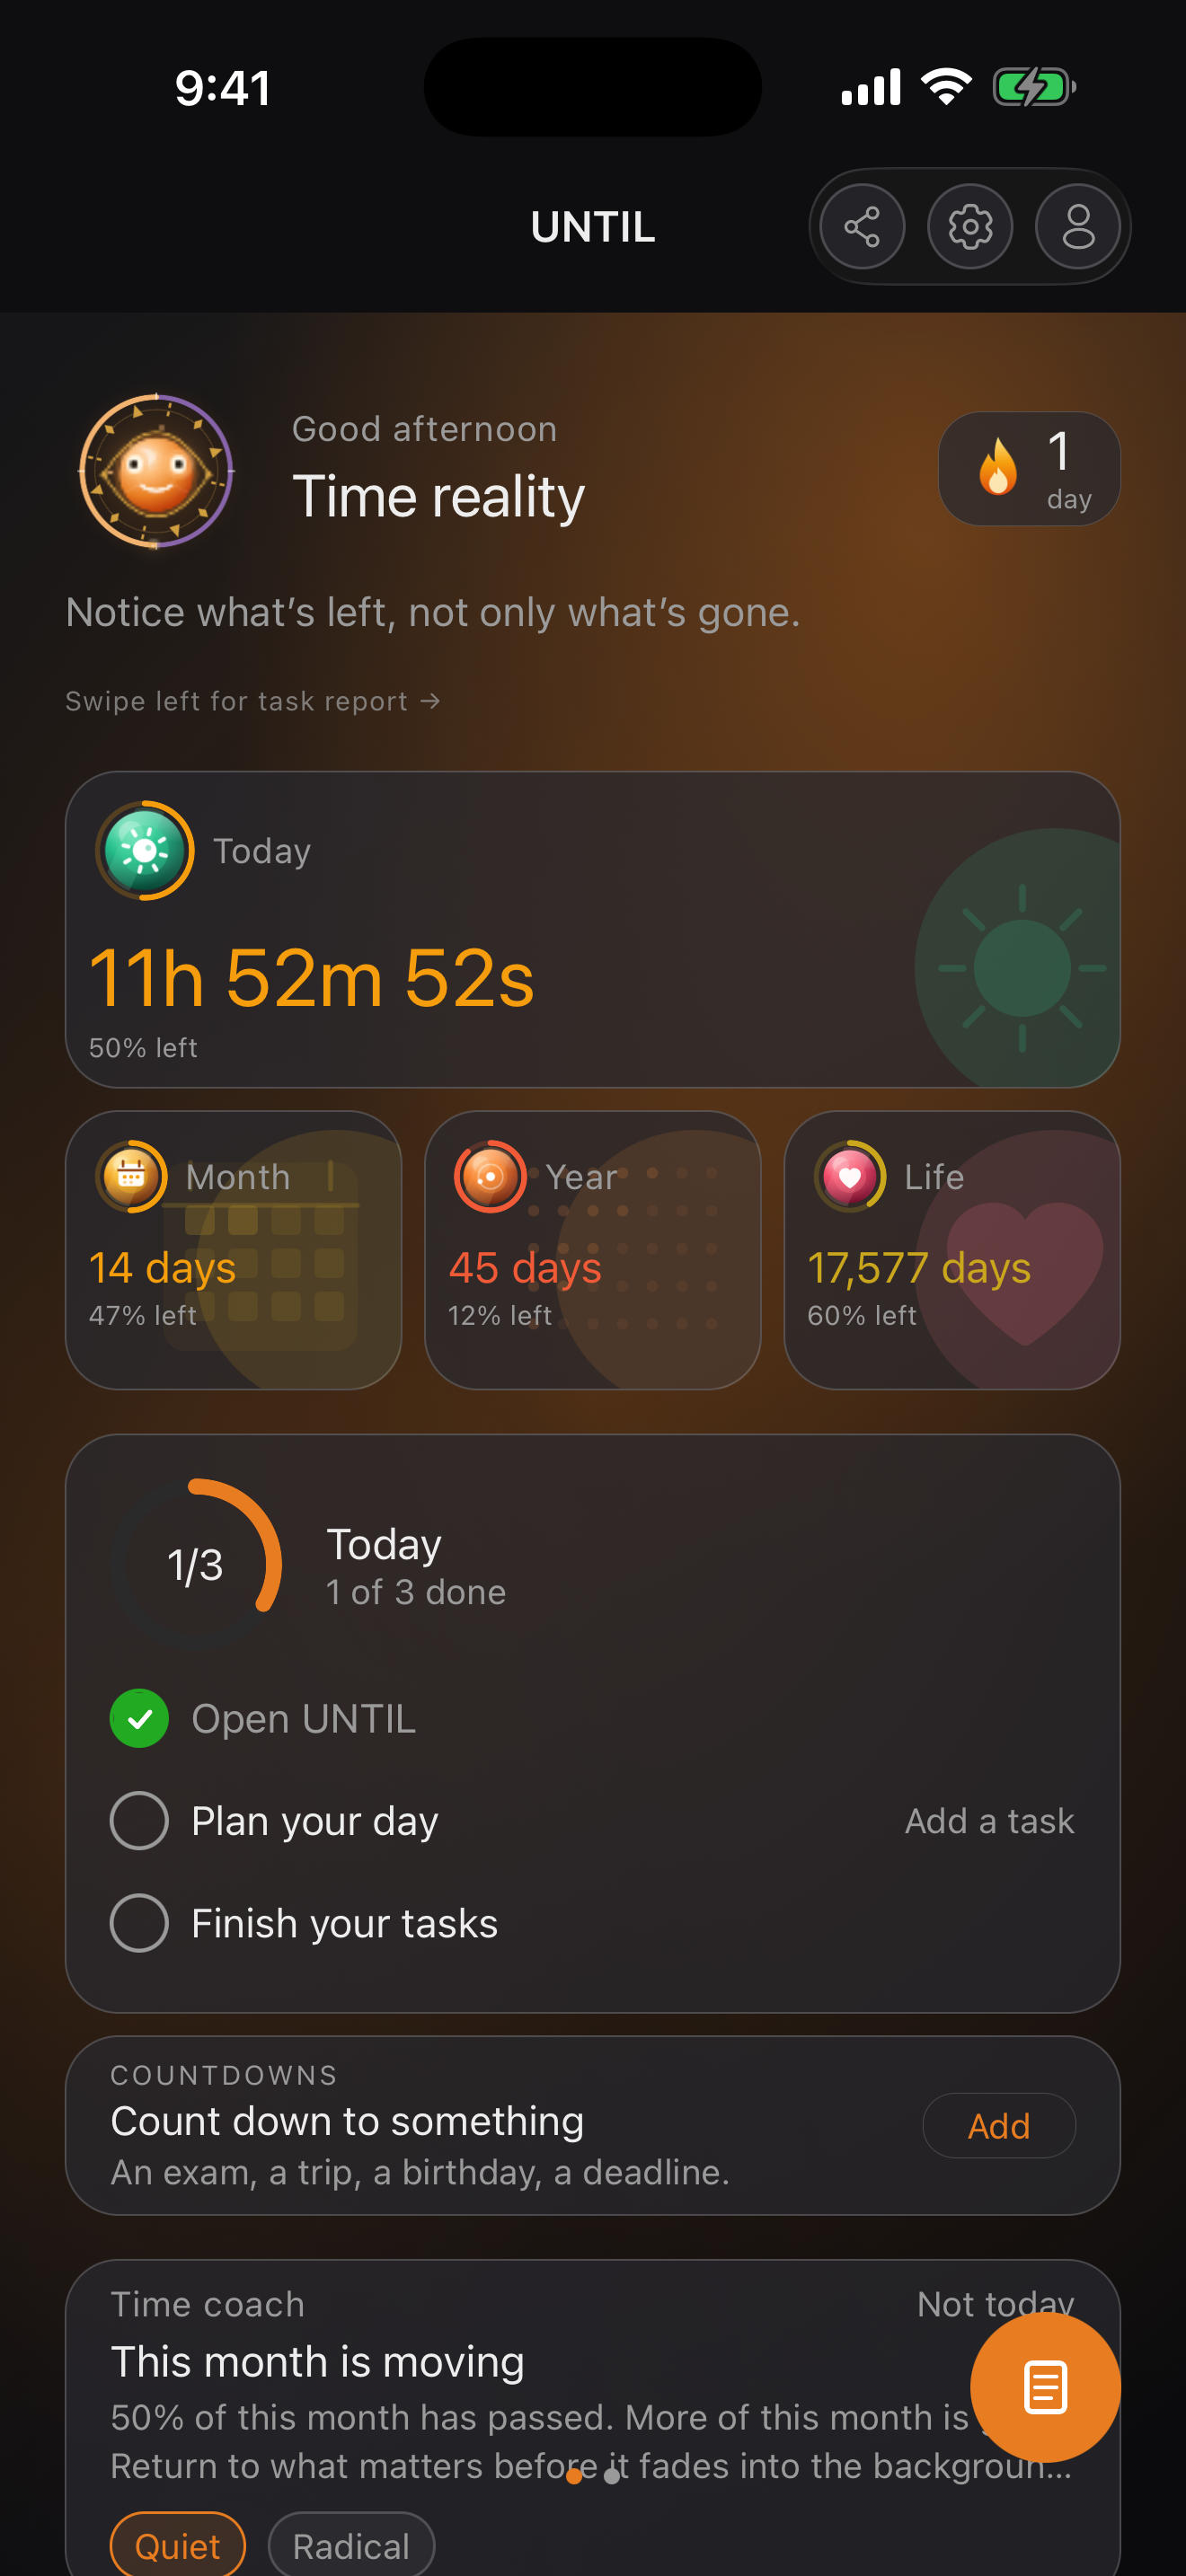 9:41
UNTIL
Good afternoon
Time reality
1
day
Notice what’s left, not only what’s gone.
Swipe left for task report →
Today
11h 52m 52s
50% left
Month
14 days
47% left
Year
45 days
12% left
Life
17,577 days
60% left
1/3
Today
1 of 3 done
Open UNTIL
Plan your day
Add a task
Finish your tasks
COUNTDOWNS
Count down to something
Add
An exam, a trip, a birthday, a deadline.
Time coach
Not today
This month is moving
50% of this month has passed. More of this month is
Return to what matters before it fades into the backgroun...
Quiet
Radical